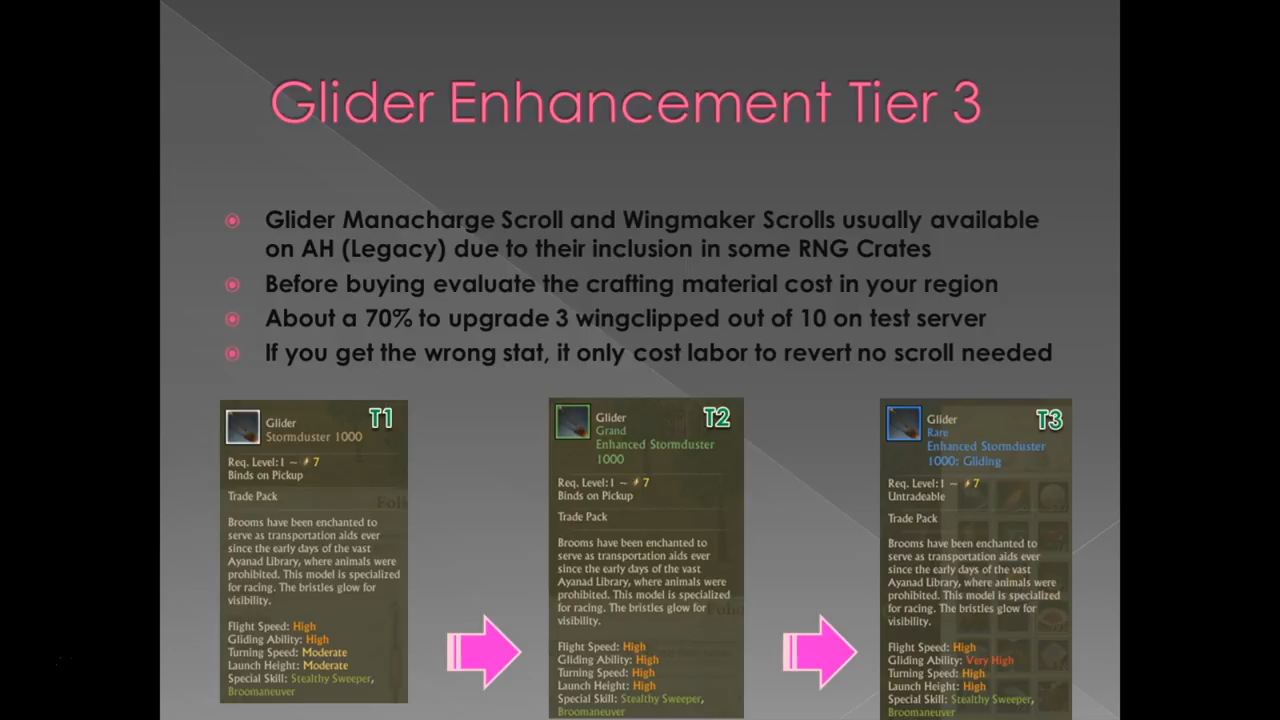 Glider Enhancement Tier 3
Glider Manacharge Scroll and Wingmaker Scrolls usually available
on AH (Legacy) due to their inclusion in some RNG Crates
Before buying evaluate the crafting material cost in your region
About a 70% to upgrade 3 wingclipped out of 10 on test server
If you get the wrong stat, it only cost labor to revert no scroll needed
T1
Glider
Stormduster 1000
Req. Level:1 ~ 7
Binds on Pickup
Trade Pack
Brooms have been enchanted to
serve as transportation aids ever
since the early days of the vast
Ayanad Library, where animals were
prohibited. This model is specialized
for racing. The bristles glow for
visibility.
Flight Speed: High
Gliding Ability: High
Turning Speed: Moderate
Launch Height: Moderate
Special Skill: Stealthy Sweeper,
Broomaneuver
T2
Glider
Grand
Enhanced Stormduster
1000
Req. Level:1 ~ 7
Binds on Pickup
Trade Pack
Brooms have been enchanted to
serve as transportation aids ever
since the early days of the vast
Ayanad Library, where animals were
prohibited. This model is specialized
for racing. The bristles glow for
visibility.
Flight Speed: High
Gliding Ability: High
Turning Speed: High
Launch Height: High
Special Skill: Stealthy Sweeper,
Broomaneuver
T3
Glider
Rare
Enhanced Stormduster
1000: Gliding
Req. Level:1 ~ 7
Untradeable
Trade Pack
Brooms have been enchanted to
serve as transportation aids ever
since the early days of the vast
Ayanad Library, where animals were
prohibited. This model is specialized
for racing. The bristles glow for
visibility.
Flight Speed: High
Gliding Ability: Very High
Turning Speed: High
Launch Height: High
Special Skill: Stealthy Sweeper,
Broomaneuver